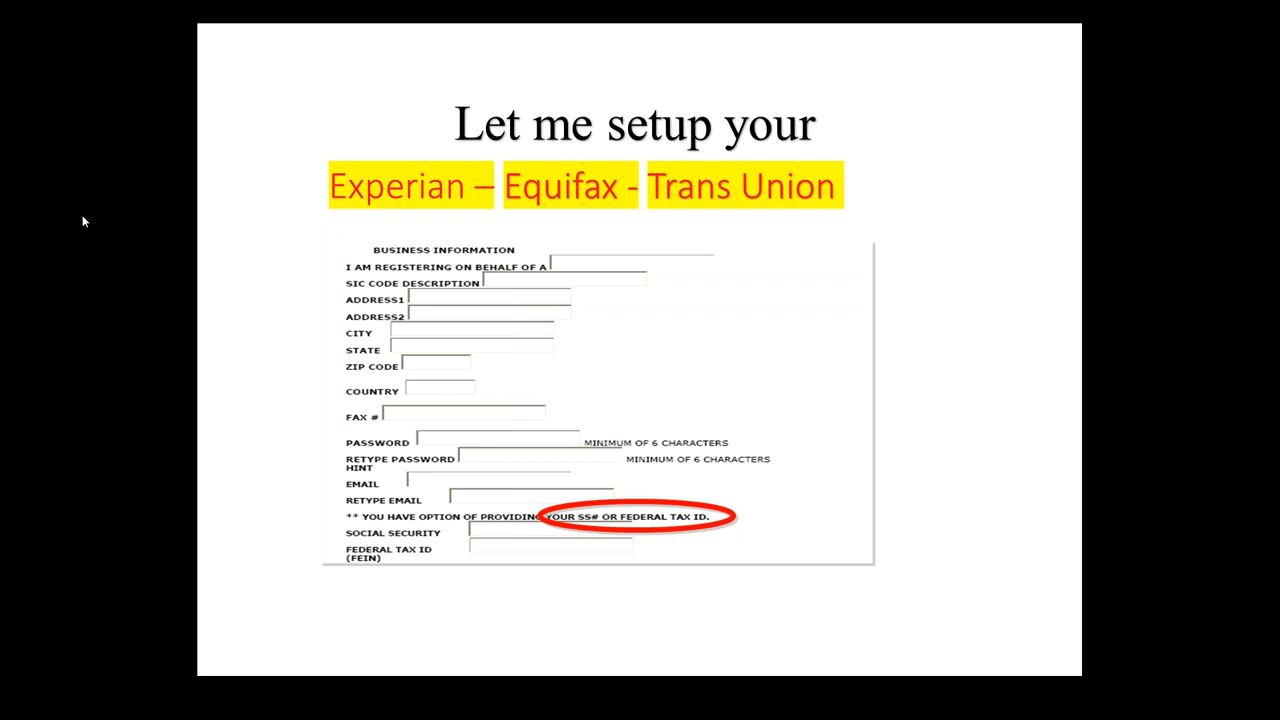 Let me setup your
Experian – Equifax - Trans Union
BUSINESS INFORMATION
I AM REGISTERING ON BEHALF OF A
SIC CODE DESCRIPTION
ADDRESS1
ADDRESS2
CITY
STATE
ZIP CODE
COUNTRY
FAX #
PASSWORD MINIMUM OF 6 CHARACTERS
RETYPE PASSWORD MINIMUM OF 6 CHARACTERS
HINT
EMAIL
RETYPE EMAIL
** YOU HAVE OPTION OF PROVIDING YOUR SS# OR FEDERAL TAX ID.
SOCIAL SECURITY
FEDERAL TAX ID
(FEIN)